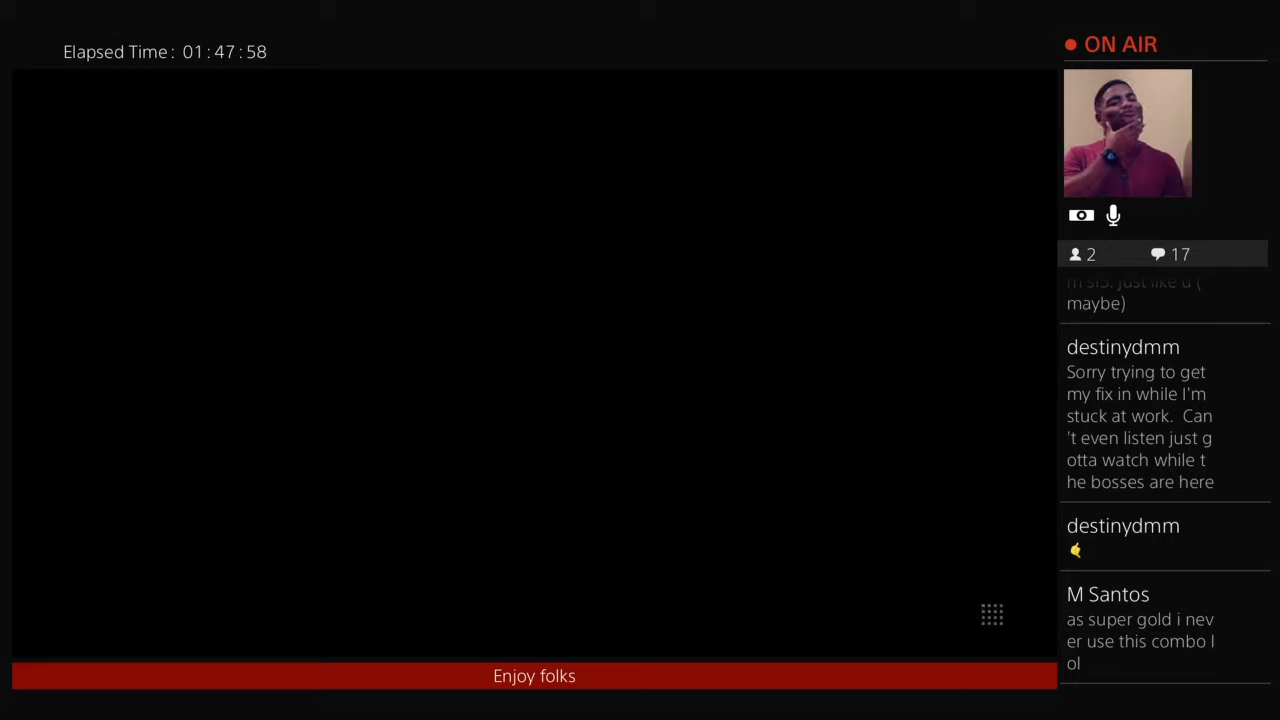 Elapsed Time: 01:47:58
ON AIR
2 17
maybe)
destinydmm
Sorry trying to get
my fix in while I'm
stuck at work. Can
't even listen just g
otta watch while t
he bosses are here
destinydmm
M Santos
as super gold i nev
er use this combo l
ol
Enjoy folks